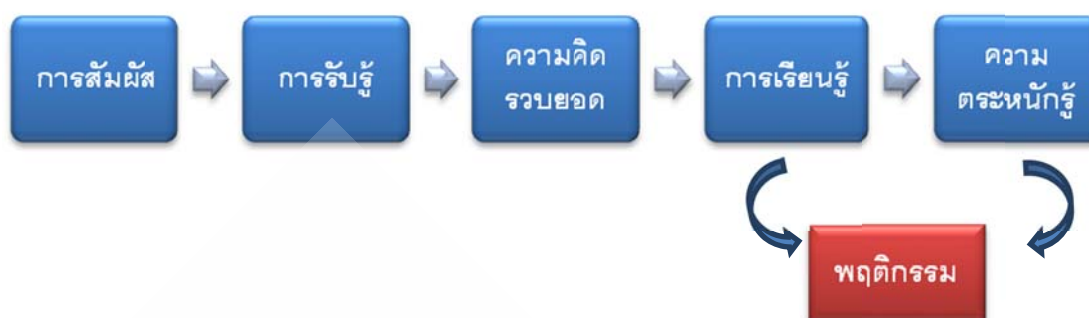 การสัมผัส
การรับรู้
ความคิด
รวบยอด
การเรียนรู้
ความ
ตระหนักรู้
พฤติกรรม